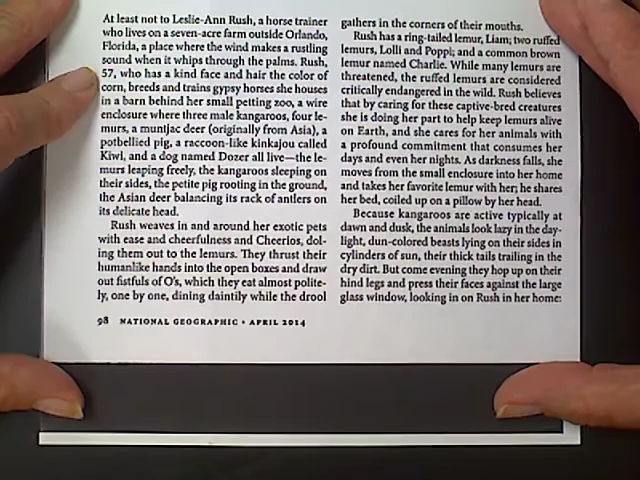 At least not to Leslie-Ann Rush, a horse trainer
who lives on a seven-acre farm outside Orlando,
Florida, a place where the wind makes a rustling
sound when it whips through the palms. Rush,
57, who has a kind face and hair the color of
corn, breeds and trains gypsy horses she houses
in a barn behind her small petting zoo, a wire
enclosure where three male kangaroos, four le-
murs, a muntjac deer (originally from Asia), a
potbellied pig, a raccoon-like kinkajou called
Kiwi, and a dog named Dozer all live—the le-
murs leaping freely, the kangaroos sleeping on
their sides, the petite pig rooting in the ground,
the Asian deer balancing its rack of antlers on
its delicate head.
Rush weaves in and around her exotic pets
with ease and cheerfulness and Cheerios, dol-
ing them out to the lemurs. They thrust their
humanlike hands into the open boxes and draw
out fistfuls of O's, which they eat almost polite-
ly, one by one, dining daintily while the drool
gathers in the corners of their mouths.
Rush has a ring-tailed lemur, Liam; two ruffed
lemurs, Lolli and Poppi; and a common brown
lemur named Charlie. While many lemurs are
threatened, the ruffed lemurs are considered
critically endangered in the wild. Rush believes
that by caring for these captive-bred creatures
she is doing her part to help keep lemurs alive
on Earth, and she cares for her animals with
a profound commitment that consumes her
days and even her nights. As darkness falls, she
moves from the small enclosure into her home
and takes her favorite lemur with her; he shares
her bed, coiled up on a pillow by her head.
Because kangaroos are active typically at
dawn and dusk, the animals look lazy in the day-
light, dun-colored beasts lying on their sides in
cylinders of sun, their thick tails trailing in the
dry dirt. But come evening they hop up on their
hind legs and press their faces against the large
glass window, looking in on Rush in her home:
98 NATIONAL GEOGRAPHIC • APRIL 2014